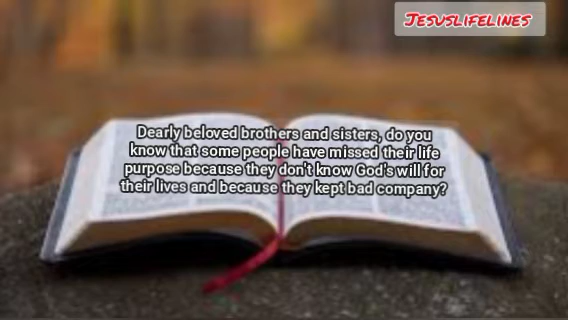 Jesuslifelines
Dearly beloved brothers and sisters, do you
know that some people have missed their life
purpose because they don't know God's will for
their lives and because they kept bad company?